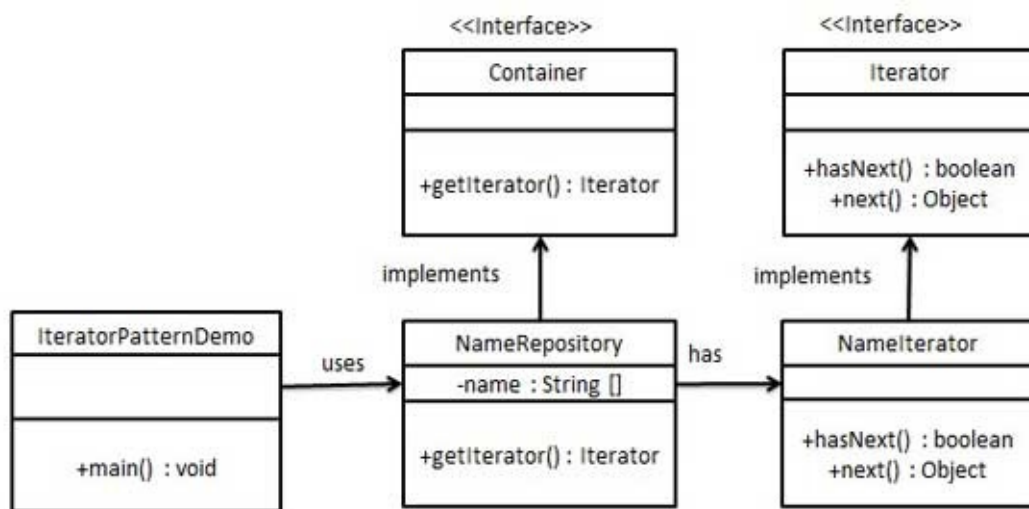 <<Interface>>
Container
+getIterator() : Iterator
<<Interface>>
Iterator
+hasNext() : boolean
+next() : Object
implements
implements
IteratorPatternDemo
+main() : void
uses
NameRepository
-name : String []
+getIterator() : Iterator
has
NameIterator
+hasNext() : boolean
+next() : Object